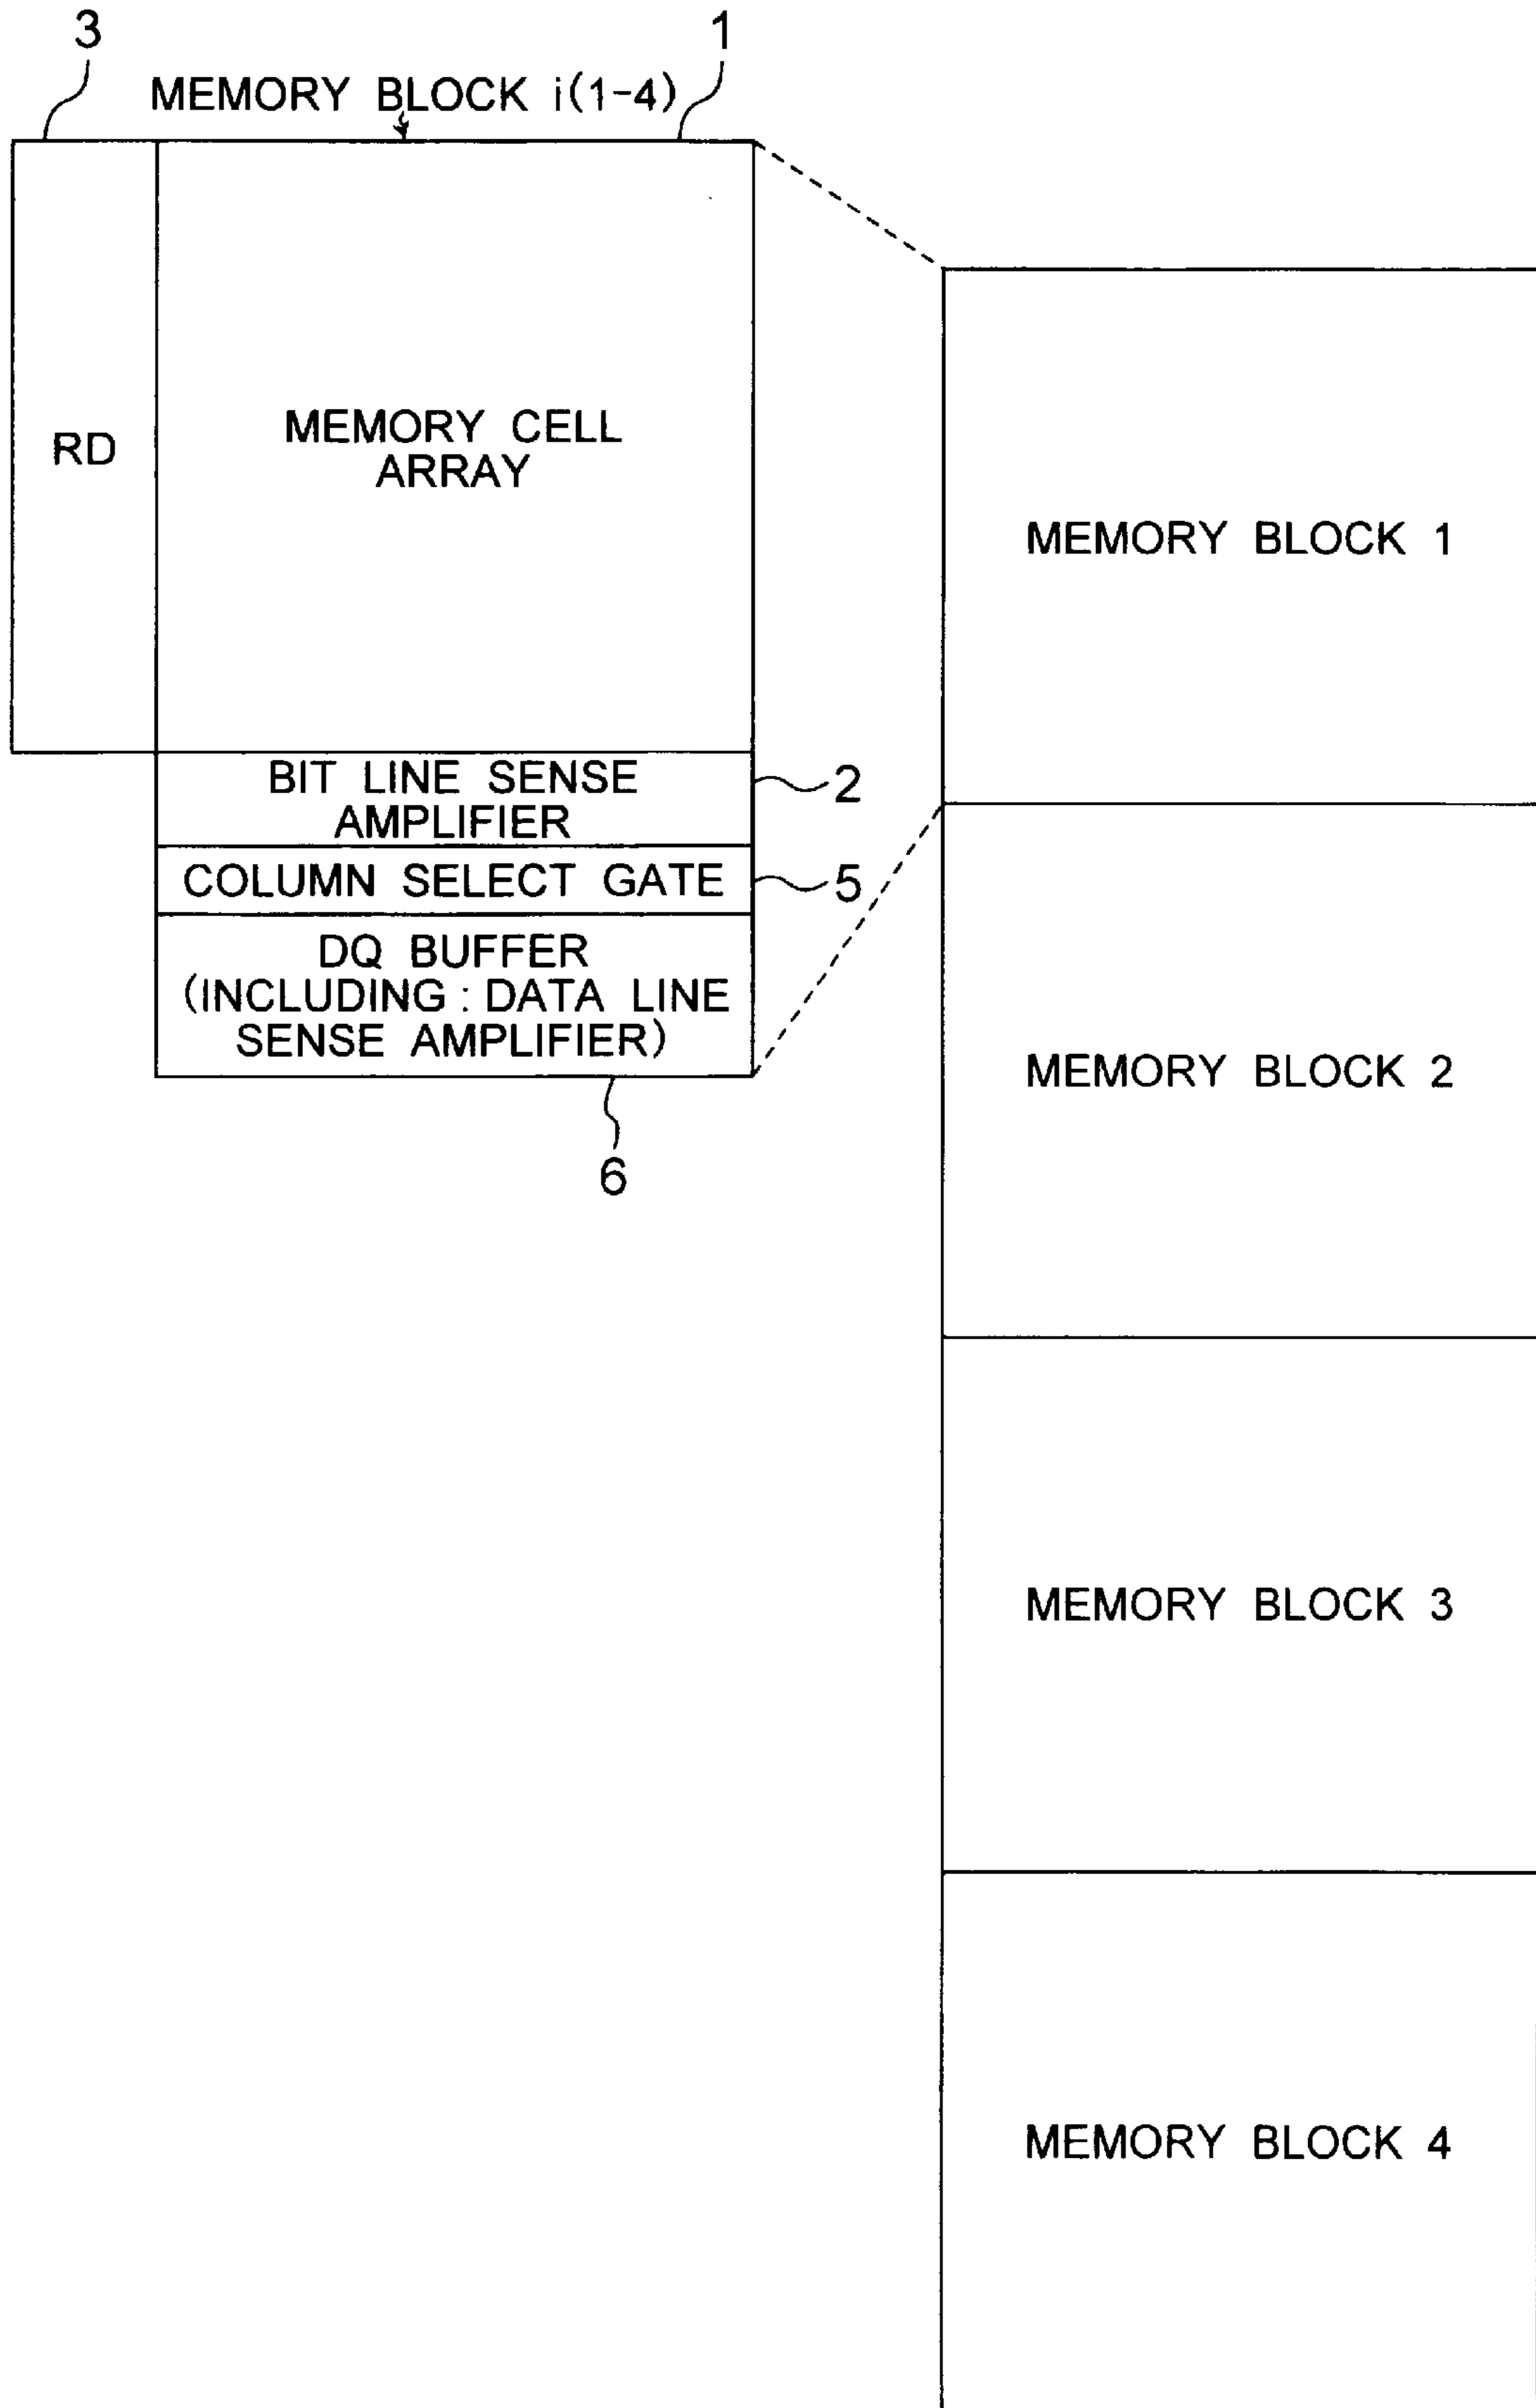 3
1
MEMORY BLOCK i(1-4)
RD
MEMORY CELL
ARRAY
BIT LINE SENSE
AMPLIFIER
2
COLUMN SELECT GATE
5
DQ BUFFER
(INCLUDING : DATA LINE
SENSE AMPLIFIER)
6
MEMORY BLOCK 1
MEMORY BLOCK 2
MEMORY BLOCK 3
MEMORY BLOCK 4